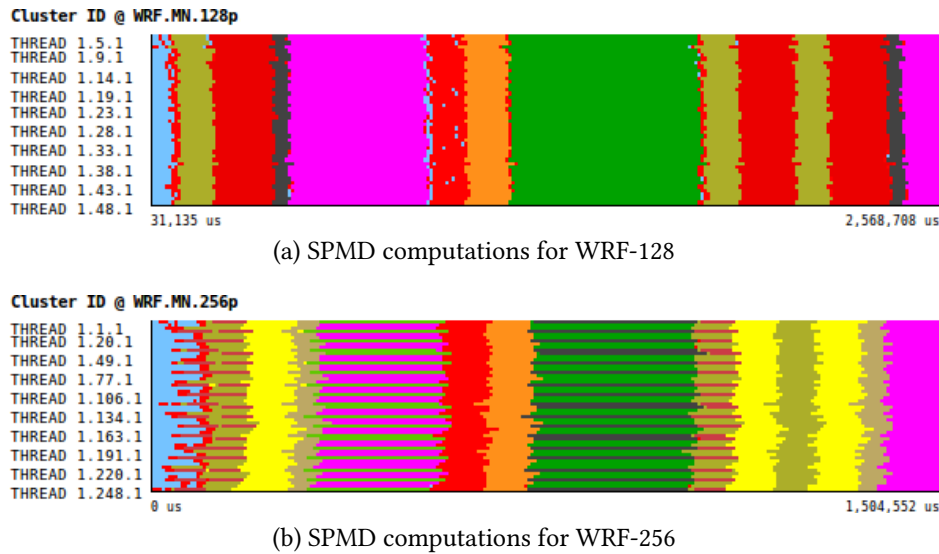 Cluster ID @ WRF.MN.128p
THREAD 1.5.1
THREAD 1.9.1
THREAD 1.14.1
THREAD 1.19.1
THREAD 1.23.1
THREAD 1.28.1
THREAD 1.33.1
THREAD 1.38.1
THREAD 1.43.1
THREAD 1.48.1
31,135 us 2,568,708 us
(a) SPMD computations for WRF-128
Cluster ID @ WRF.MN.256p
THREAD 1.1.1
THREAD 1.20.1
THREAD 1.49.1
THREAD 1.77.1
THREAD 1.106.1
THREAD 1.134.1
THREAD 1.163.1
THREAD 1.191.1
THREAD 1.220.1
THREAD 1.248.1
0 us 1,504,552 us
(b) SPMD computations for WRF-256